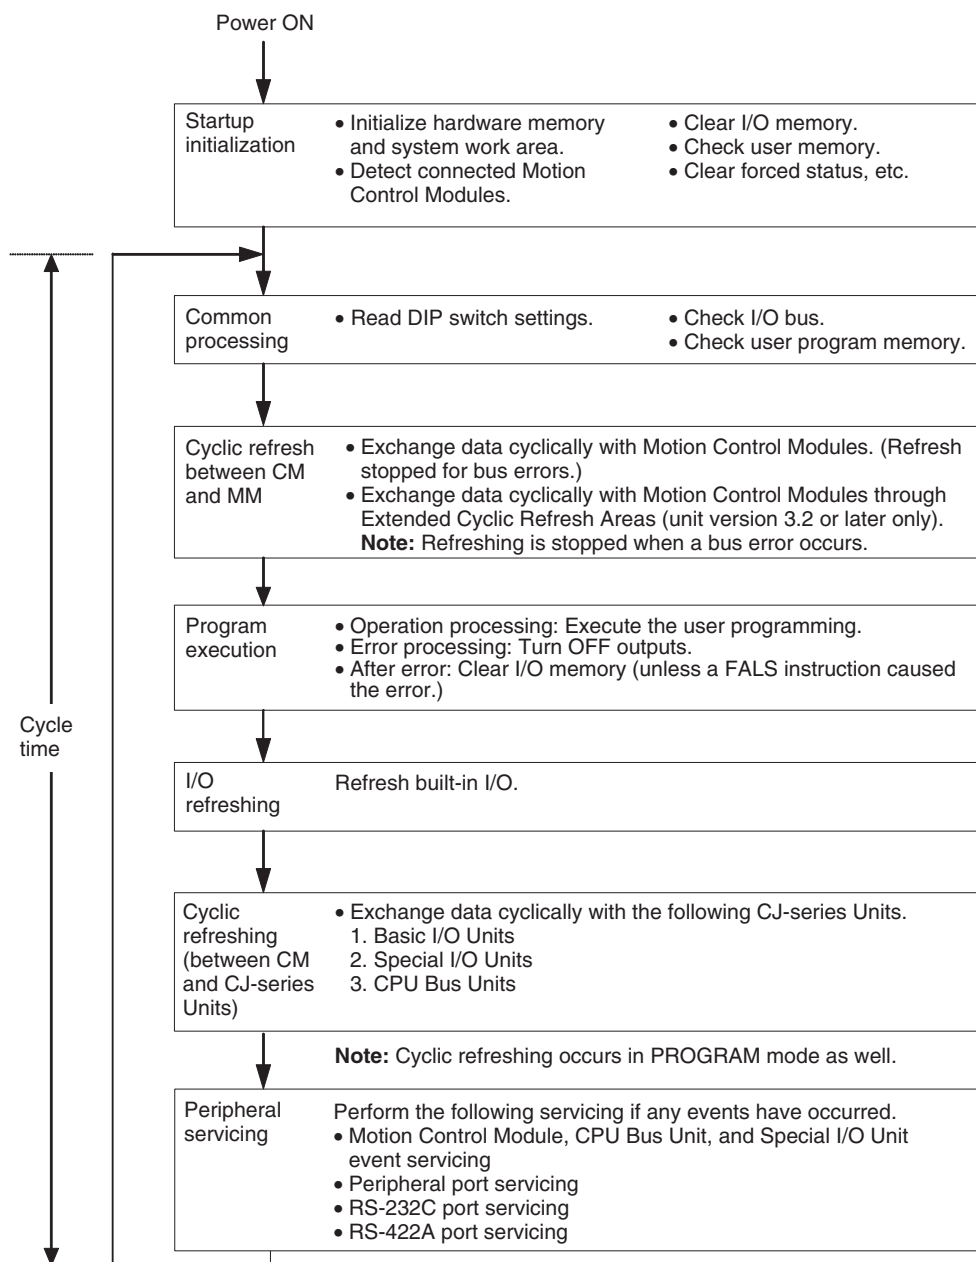 Power ON
Startup
initialization
• Initialize hardware memory
and system work area.
• Detect connected Motion
Control Modules.
• Clear I/O memory.
• Check user memory.
• Clear forced status, etc.
Common
processing
• Read DIP switch settings.
• Check I/O bus.
• Check user program memory.
Cyclic refresh
between CM
and MM
• Exchange data cyclically with Motion Control Modules. (Refresh
stopped for bus errors.)
• Exchange data cyclically with Motion Control Modules through
Extended Cyclic Refresh Areas (unit version 3.2 or later only).
Note: Refreshing is stopped when a bus error occurs.
Program
execution
• Operation processing: Execute the user programming.
• Error processing: Turn OFF outputs.
• After error: Clear I/O memory (unless a FALS instruction caused
the error.)
Cycle
time
I/O
refreshing
Refresh built-in I/O.
Cyclic
refreshing
(between CM
and CJ-series
Units)
• Exchange data cyclically with the following CJ-series Units.
1. Basic I/O Units
2. Special I/O Units
3. CPU Bus Units
Note: Cyclic refreshing occurs in PROGRAM mode as well.
Peripheral
servicing
Perform the following servicing if any events have occurred.
• Motion Control Module, CPU Bus Unit, and Special I/O Unit
event servicing
• Peripheral port servicing
• RS-232C port servicing
• RS-422A port servicing